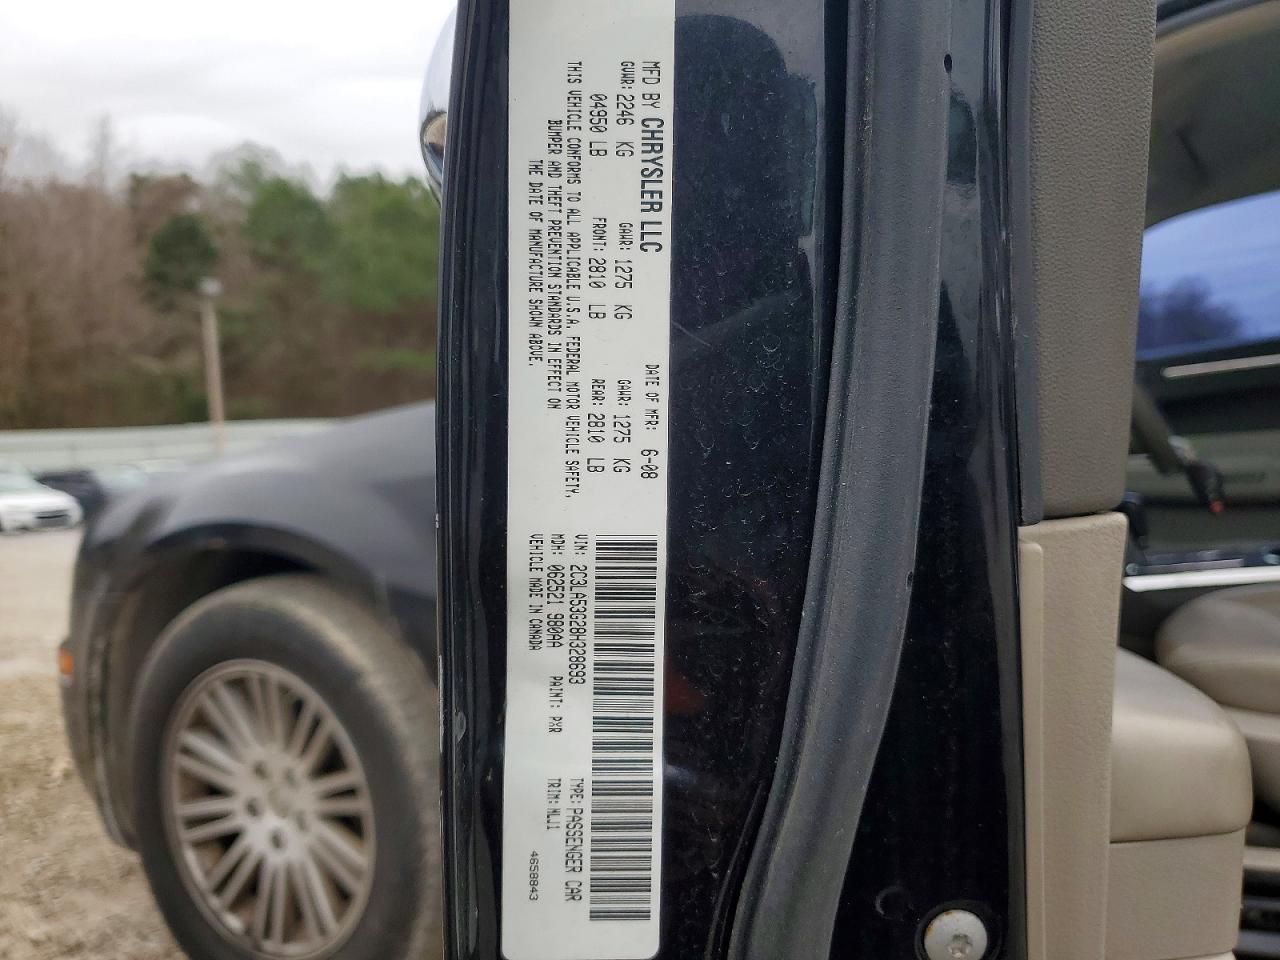 MFD BY CHRYSLER LLC DATE OF MFR: 6-08
GVWR: 2246 KG GAWR: 1275 KG GAWR: 1275 KG
04950 LB FRONT: 2810 LB REAR: 2810 LB
THIS VEHICLE CONFORMS TO ALL APPLICABLE U.S.A. FEDERAL MOTOR VEHICLE SAFETY,
BUMPER AND THEFT PREVENTION STANDARDS IN EFFECT ON
THE DATE OF MANUFACTURE SHOWN ABOVE.
VIN: 2C3LA53G28H328693 TYPE: PASSENGER CAR
MDH: 062521 980AA PAINT: PXR TRIM: MLJ1
VEHICLE MADE IN CANADA 4658843